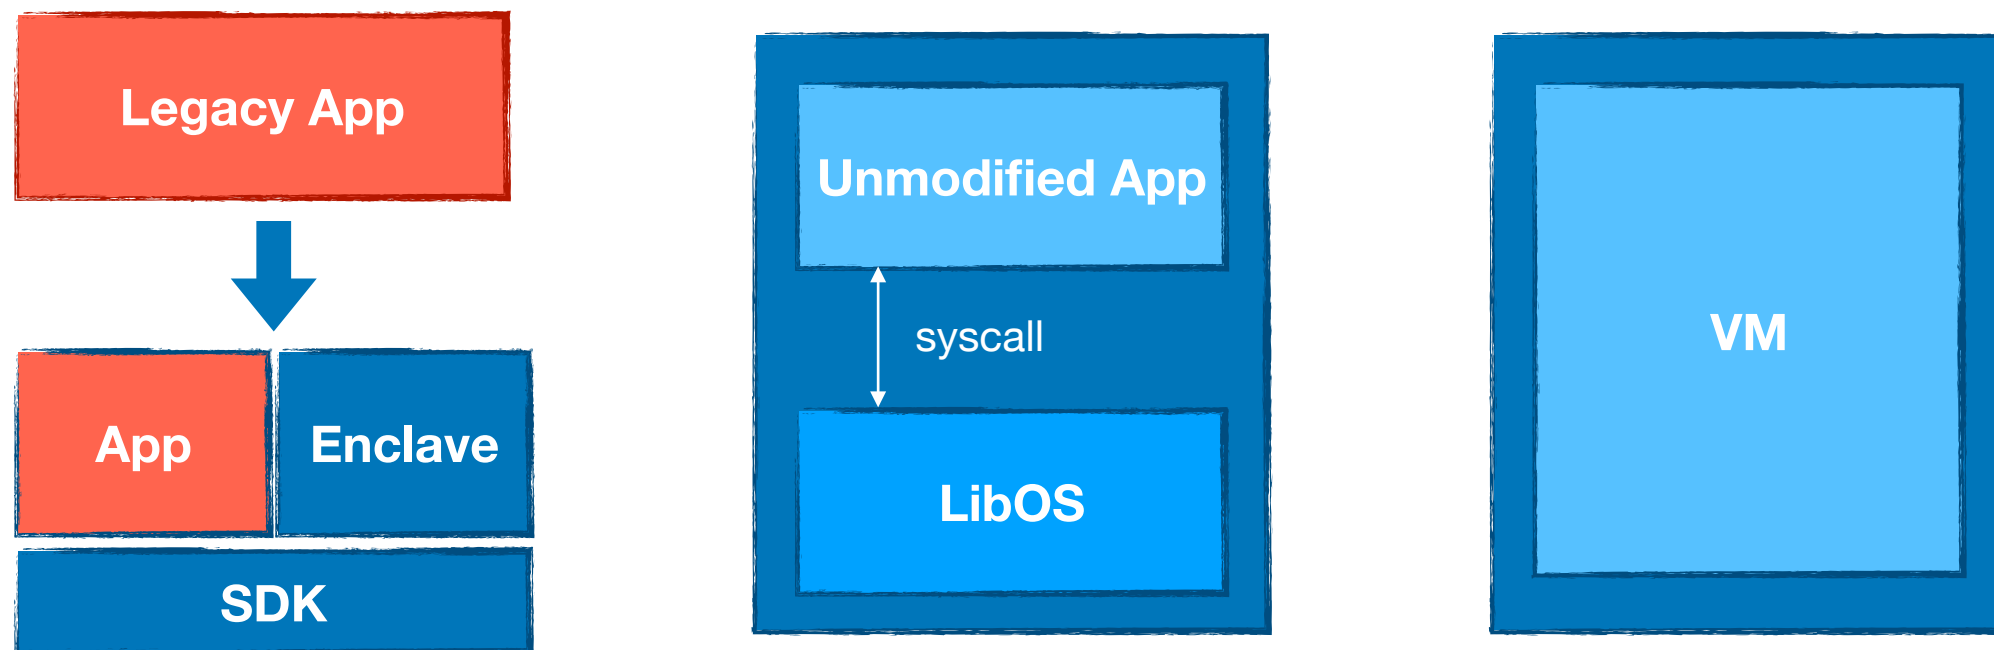 Legacy App
App
Enclave
SDK
Unmodified App
syscall
LibOS
VM